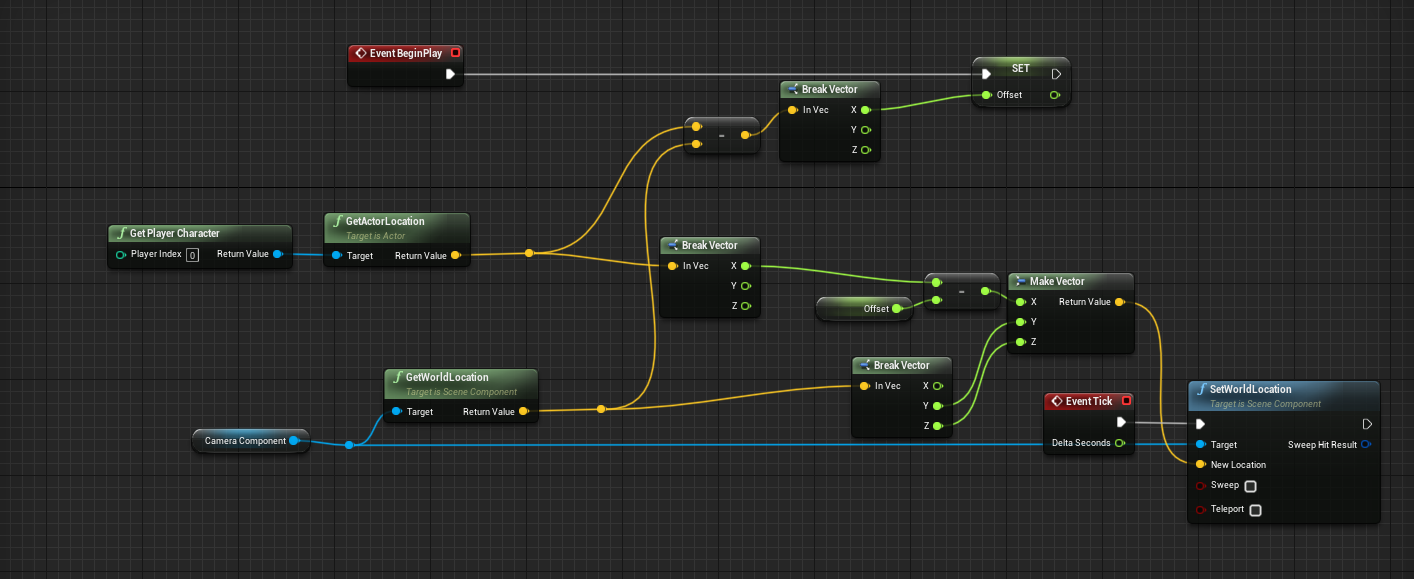 Event BeginPlay
SET
Offset
Break Vector
In Vec X
Y
Z
-
Get Player Character
Player Index 0 Return Value
f GetActorLocation
Target is Actor
Target Return Value
Break Vector
In Vec X
Y
Z
Offset
-
Make Vector
X Return Value
Y
Z
f GetWorldLocation
Target is Scene Component
Target Return Value
Camera Component
Break Vector
In Vec X
Y
Z
Event Tick
Delta Seconds
f SetWorldLocation
Target is Scene Component
Target Sweep Hit Result
New Location
Sweep
Teleport